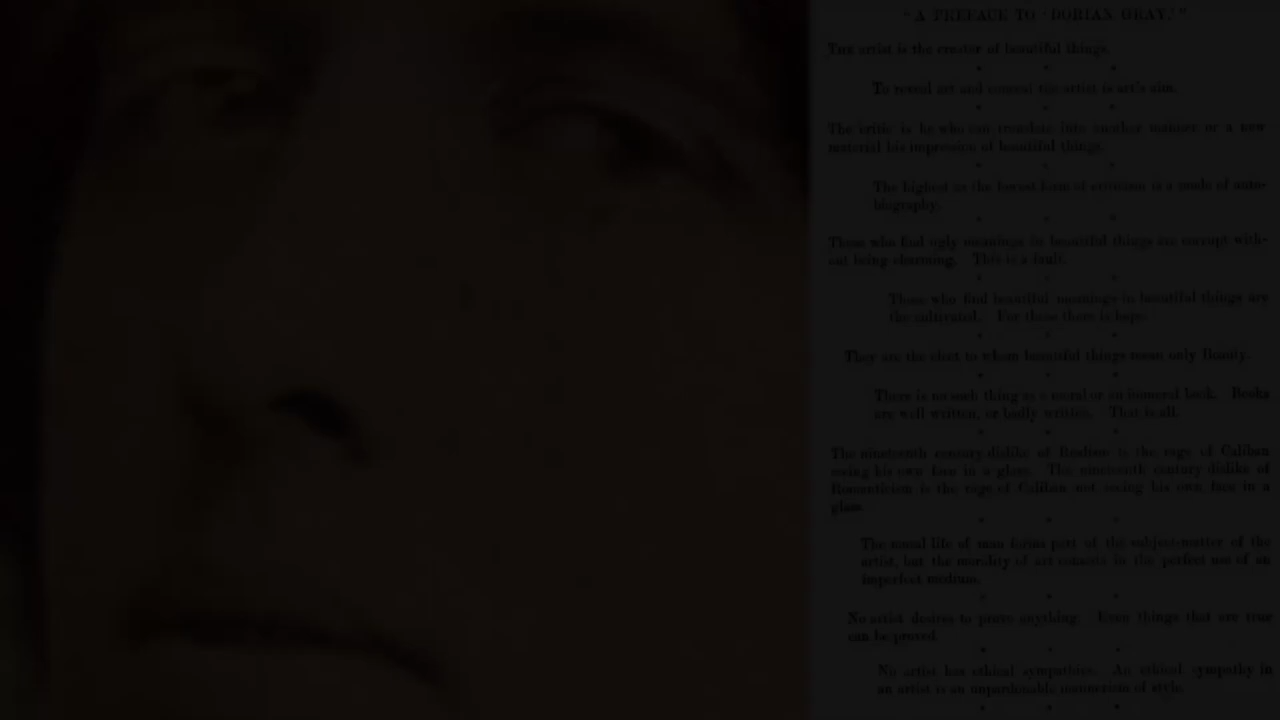 "A PREFACE TO 'DORIAN GRAY.'"
THE artist is the creator of beautiful things.
To reveal art and conceal the artist is art's aim.
The critic is he who can translate into another manner or a new
material his impression of beautiful things.
The highest as the lowest form of criticism is a mode of auto-
biography.
Those who find ugly meanings in beautiful things are corrupt with-
out being charming. This is a fault.
Those who find beautiful meanings in beautiful things are
the cultivated. For these there is hope.
They are the elect to whom beautiful things mean only Beauty.
There is no such thing as a moral or an immoral book. Books
are well written, or badly written. That is all.
The nineteenth century dislike of Realism is the rage of Caliban
seeing his own face in a glass. The nineteenth century dislike of
Romanticism is the rage of Caliban not seeing his own face in a
glass.
The moral life of man forms part of the subject-matter of the
artist, but the morality of art consists in the perfect use of an
imperfect medium.
No artist desires to prove anything. Even things that are true
can be proved.
No artist has ethical sympathies. An ethical sympathy in
an artist is an unpardonable mannerism of style.